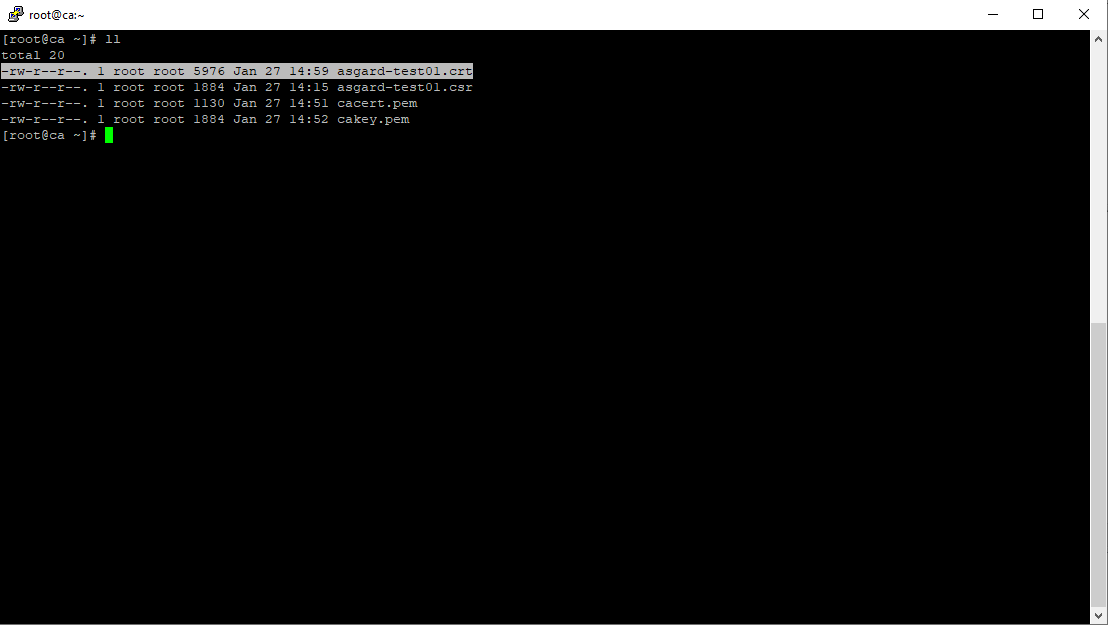 root@ca:~
[root@ca ~]# ll
total 20
-rw-r--r--. 1 root root 5976 Jan 27 14:59 asgard-test01.crt
-rw-r--r--. 1 root root 1884 Jan 27 14:15 asgard-test01.csr
-rw-r--r--. 1 root root 1130 Jan 27 14:51 cacert.pem
-rw-r--r--. 1 root root 1884 Jan 27 14:52 cakey.pem
[root@ca ~]#